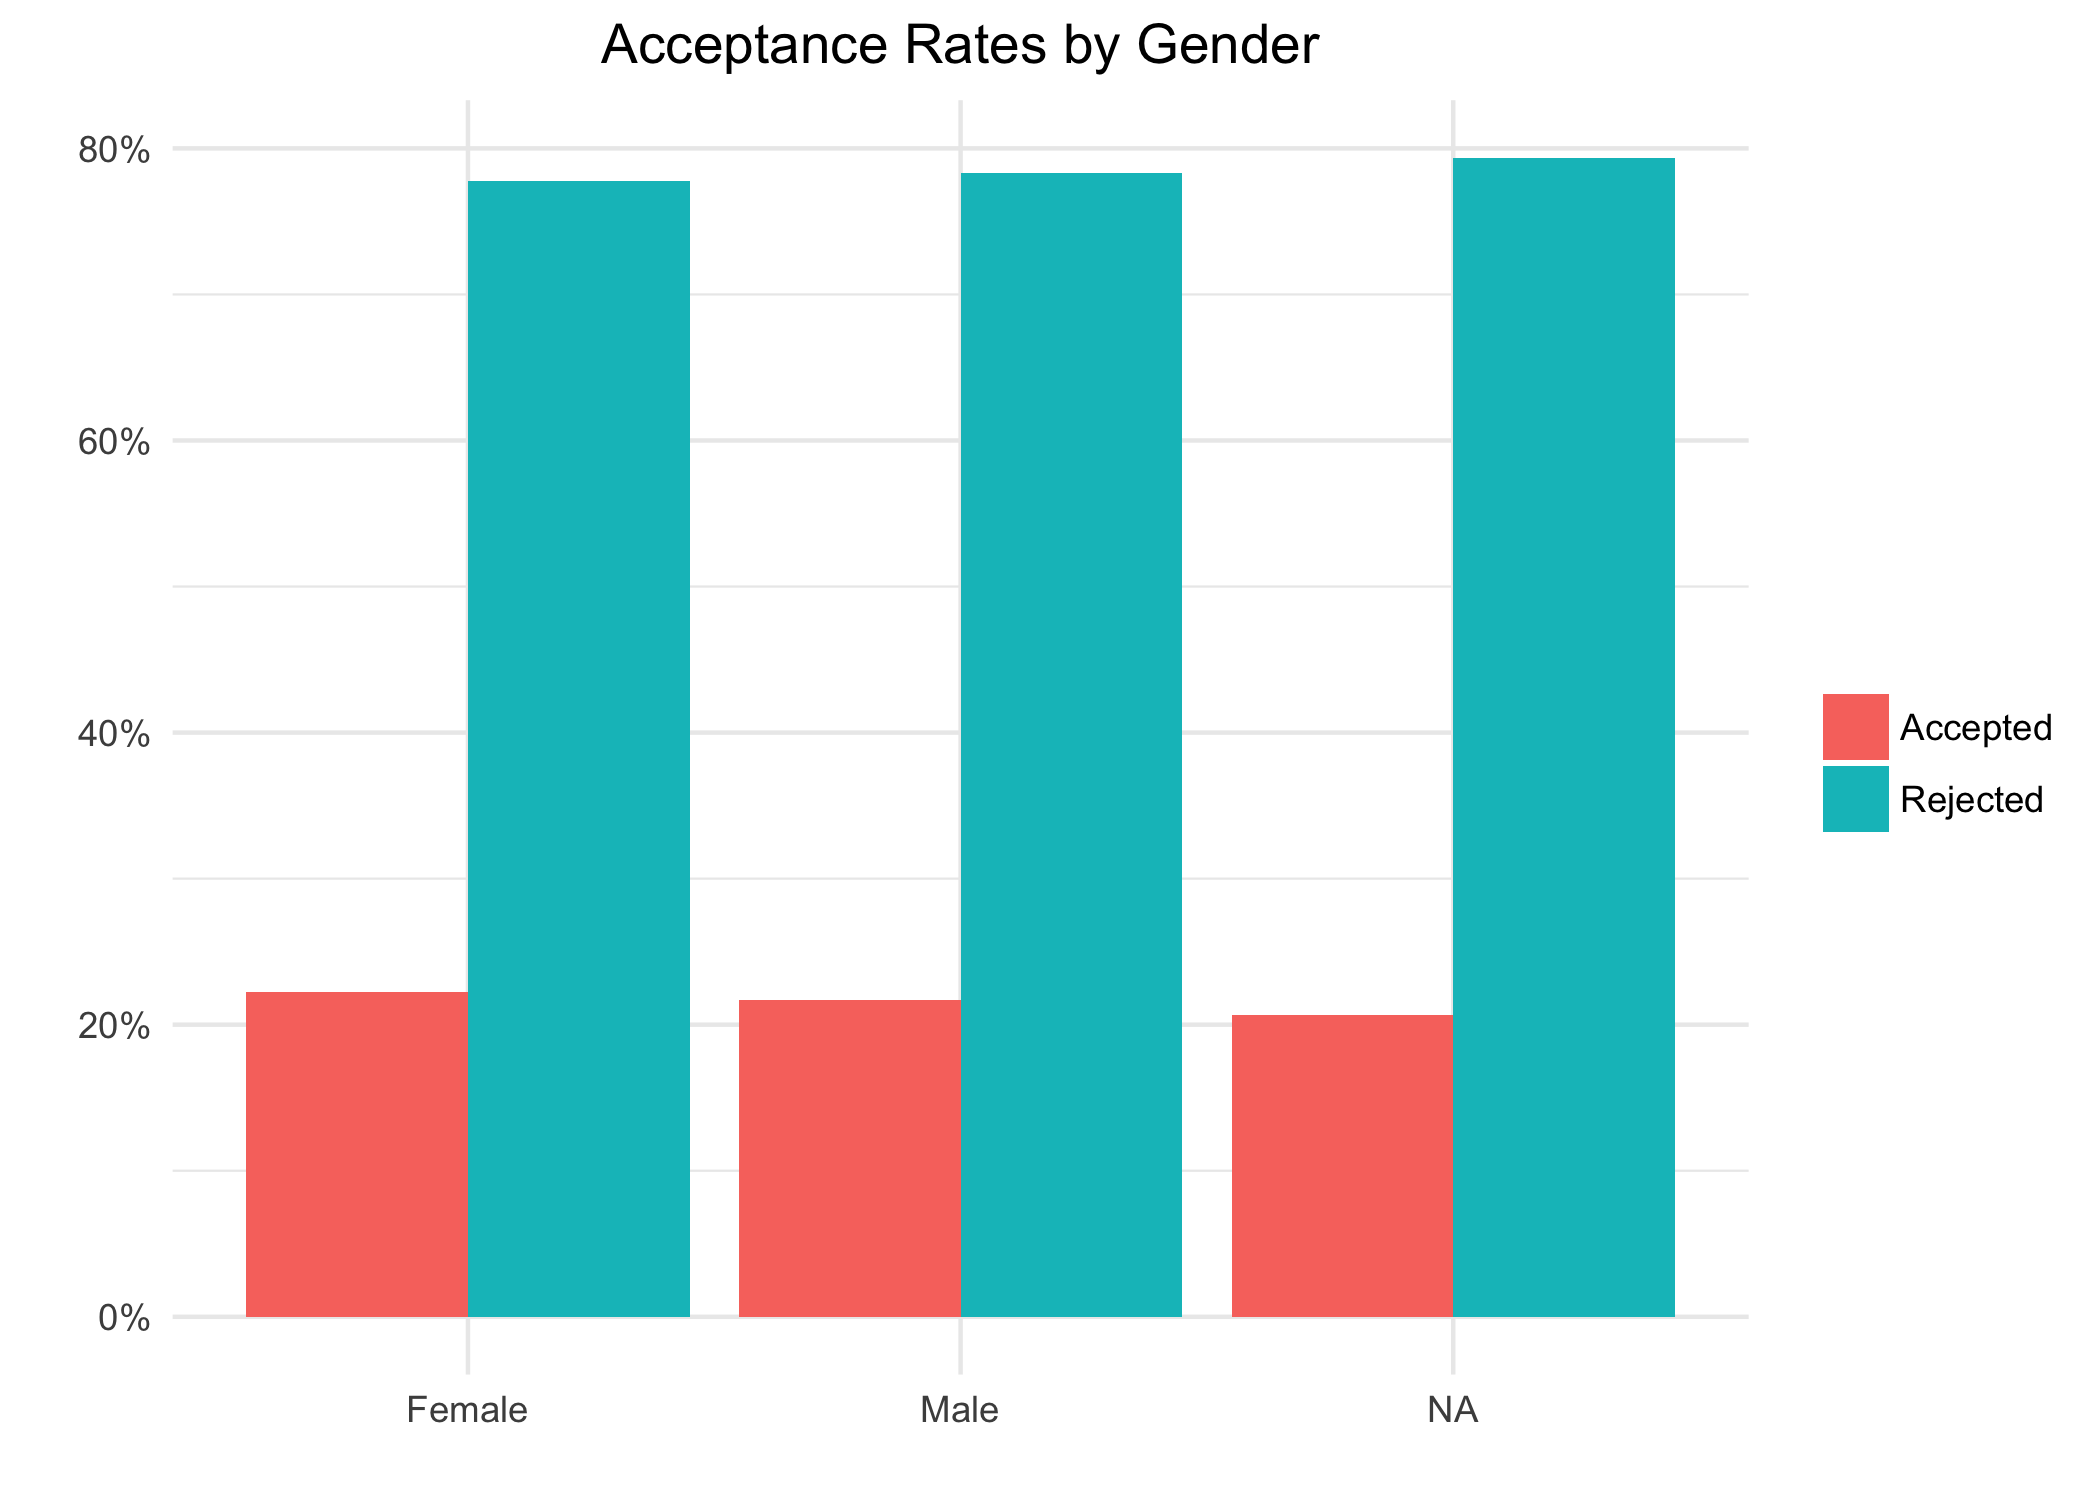 Acceptance Rates by Gender
80%
60%
40%
20%
0%
Female
Male
NA
Accepted
Rejected